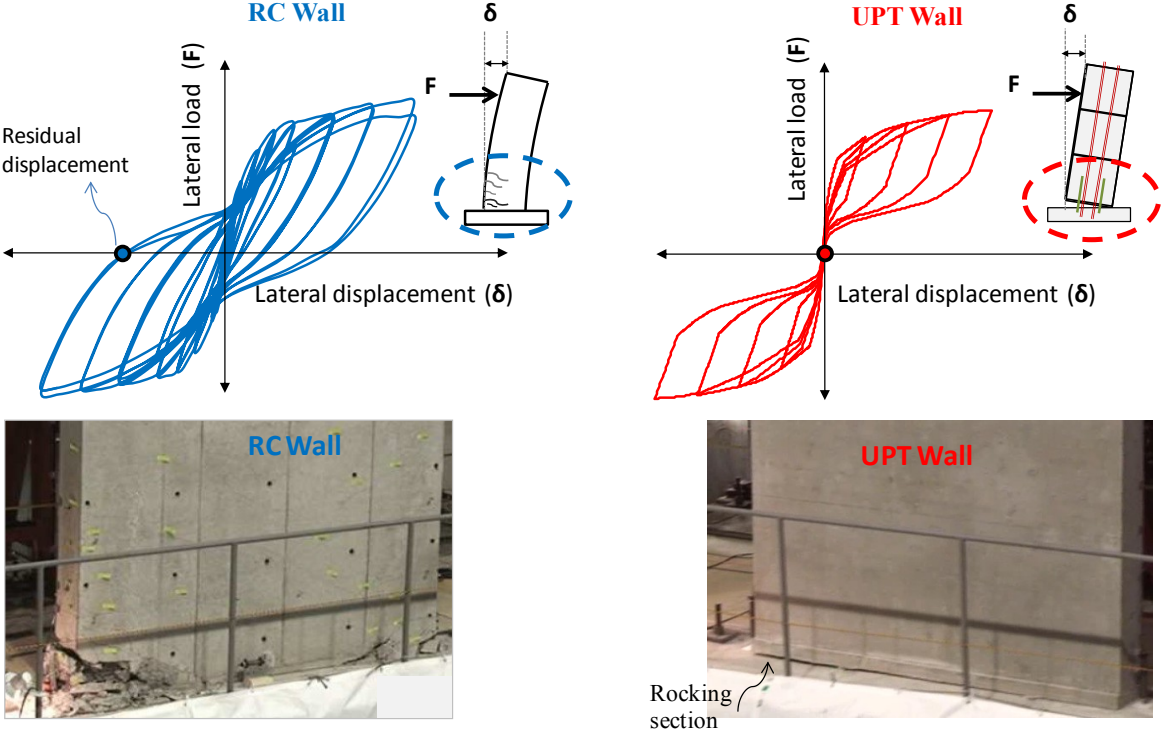 RC Wall
Lateral load (F)
F
δ
Residual
displacement
Lateral displacement (δ)
UPT Wall
Lateral load (F)
F
δ
Lateral displacement (δ)
RC Wall
UPT Wall
Rocking
section